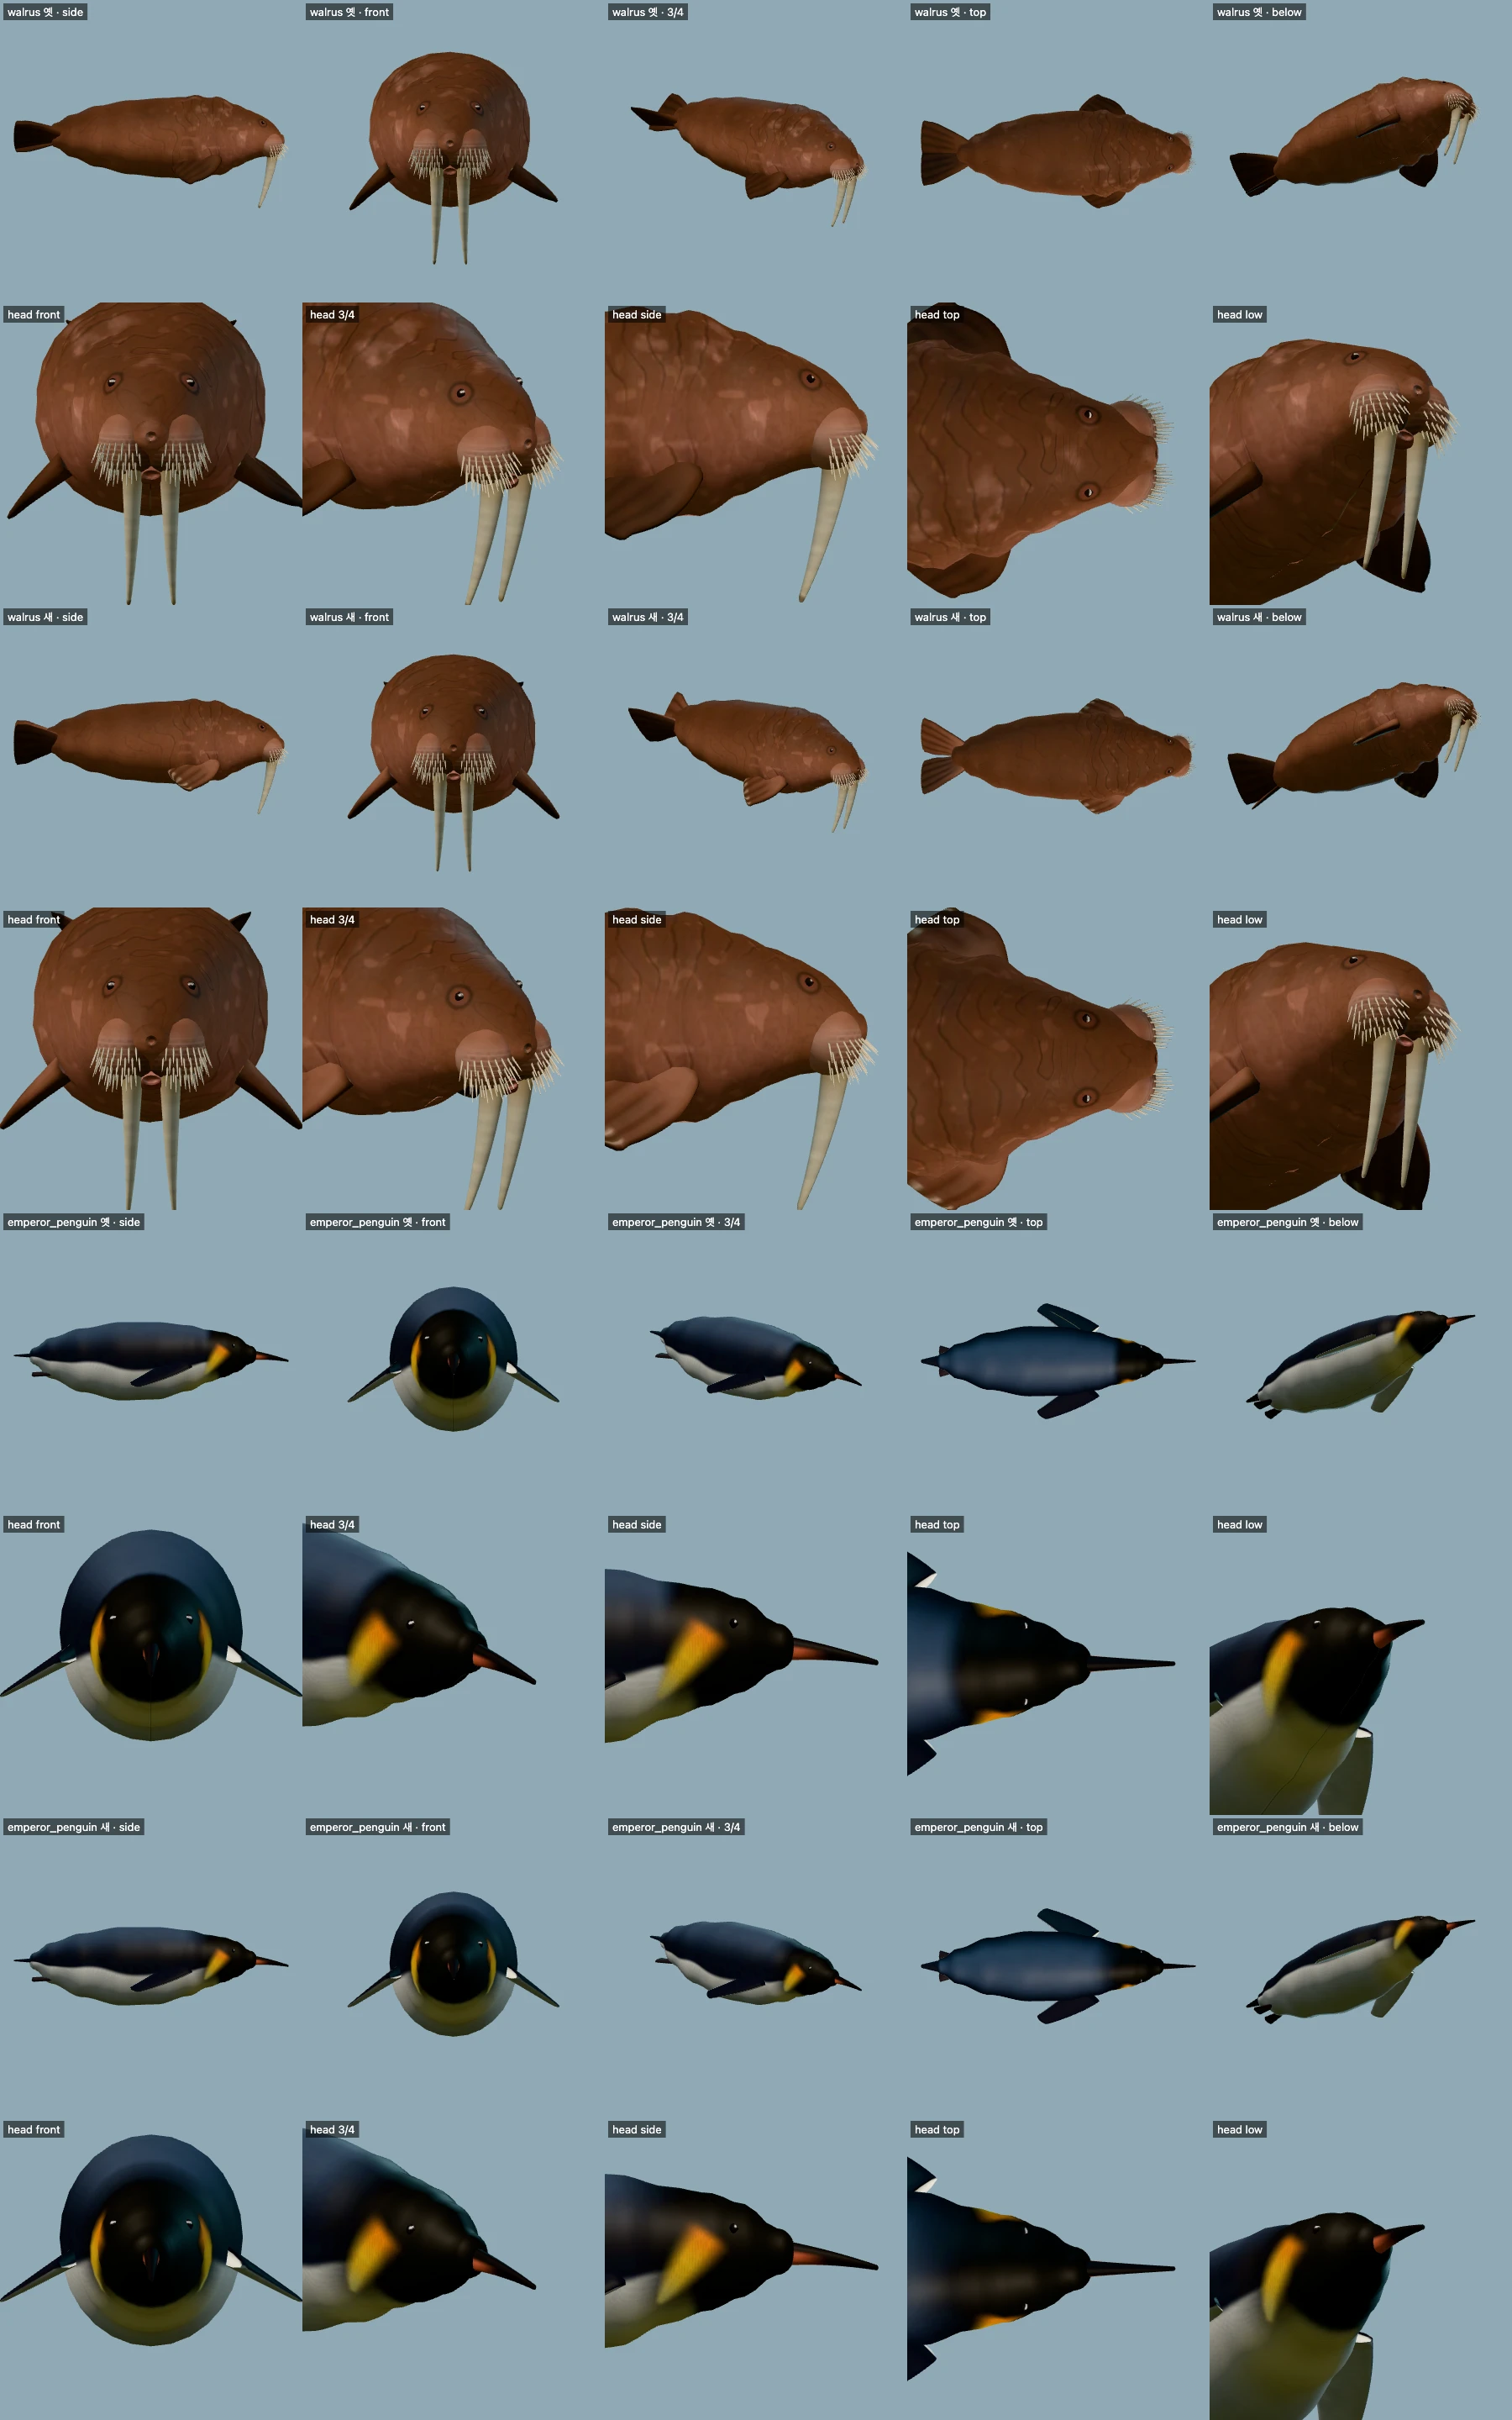 walrus 옛 · side
walrus 옛 · front
walrus 옛 · 3/4
walrus 옛 · top
walrus 옛 · below
head front
head 3/4
head side
head top
head low
walrus 새 · side
walrus 새 · front
walrus 새 · 3/4
walrus 새 · top
walrus 새 · below
head front
head 3/4
head side
head top
head low
emperor_penguin 옛 · side
emperor_penguin 옛 · front
emperor_penguin 옛 · 3/4
emperor_penguin 옛 · top
emperor_penguin 옛 · below
head front
head 3/4
head side
head top
head low
emperor_penguin 새 · side
emperor_penguin 새 · front
emperor_penguin 새 · 3/4
emperor_penguin 새 · top
emperor_penguin 새 · below
head front
head 3/4
head side
head top
head low